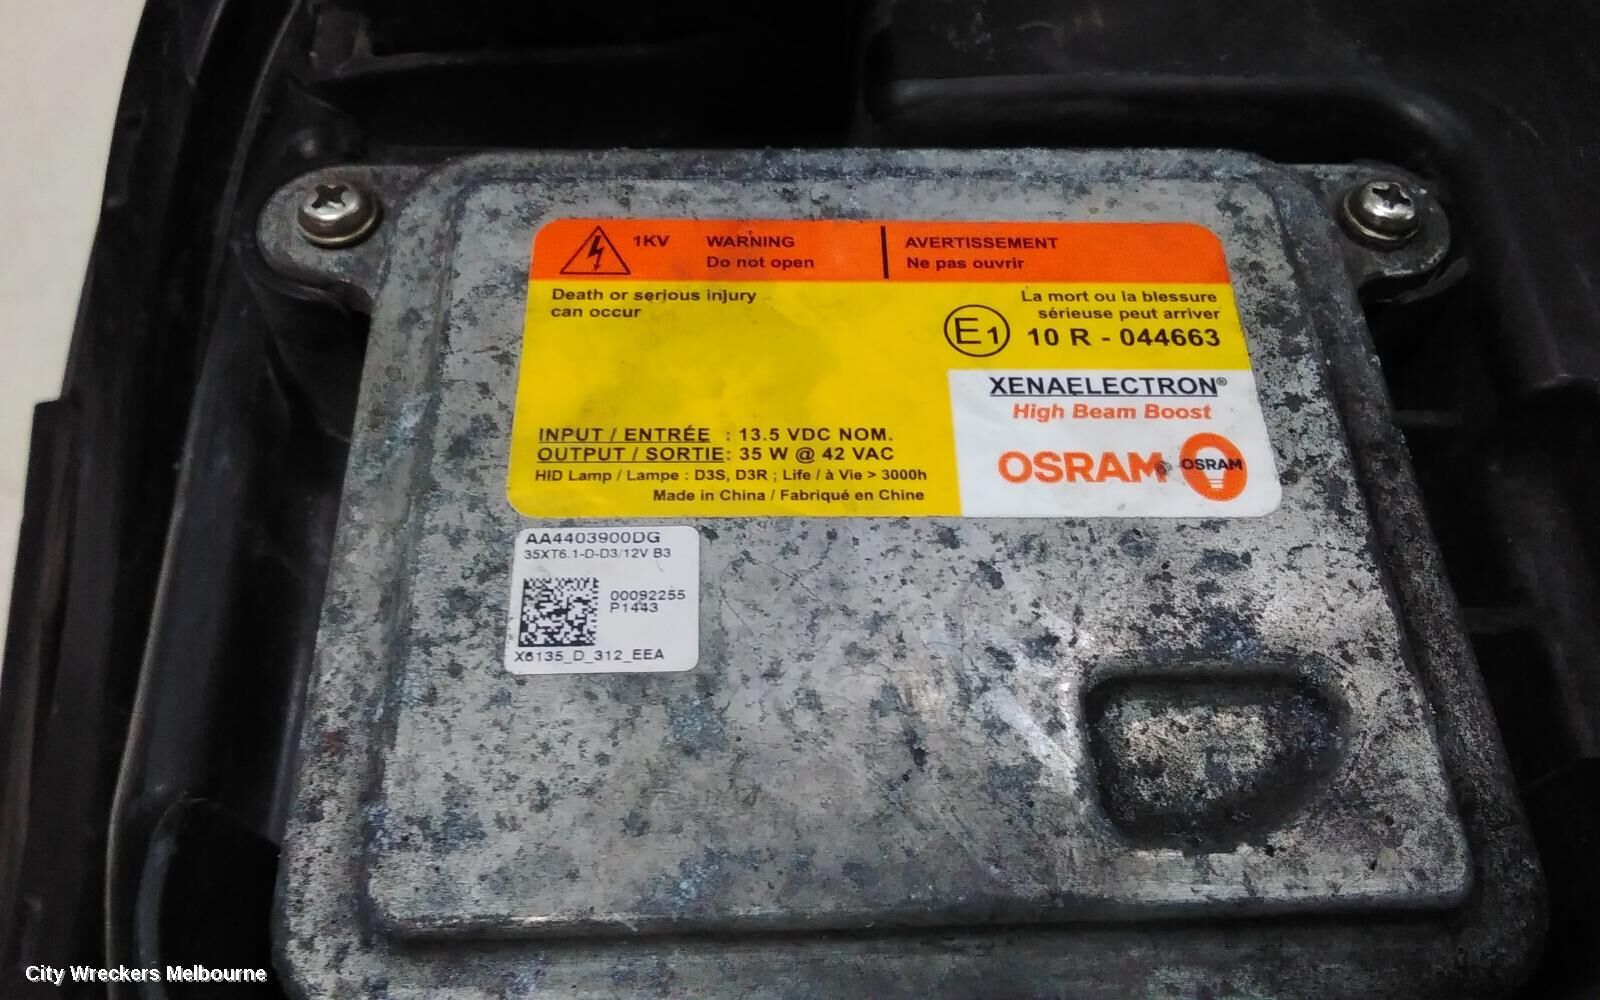 1KV
WARNING
Do not open
AVERTISSEMENT
Ne pas ouvrir
Death or serious injury
can occur
La mort ou la blessure
sérieuse peut arriver
E1 10 R - 044663
XENAELECTRON®
High Beam Boost
OSRAM OSRAM
INPUT / ENTRÉE : 13.5 VDC NOM.
OUTPUT / SORTIE: 35 W @ 42 VAC
HID Lamp / Lampe : D3S, D3R ; Life / à Vie > 3000h
Made in China / Fabriqué en Chine
AA4403900DG
35XT6.1-D-D3/12V B3
00092255
P1443
X6135_D_312_EEA
City Wreckers Melbourne